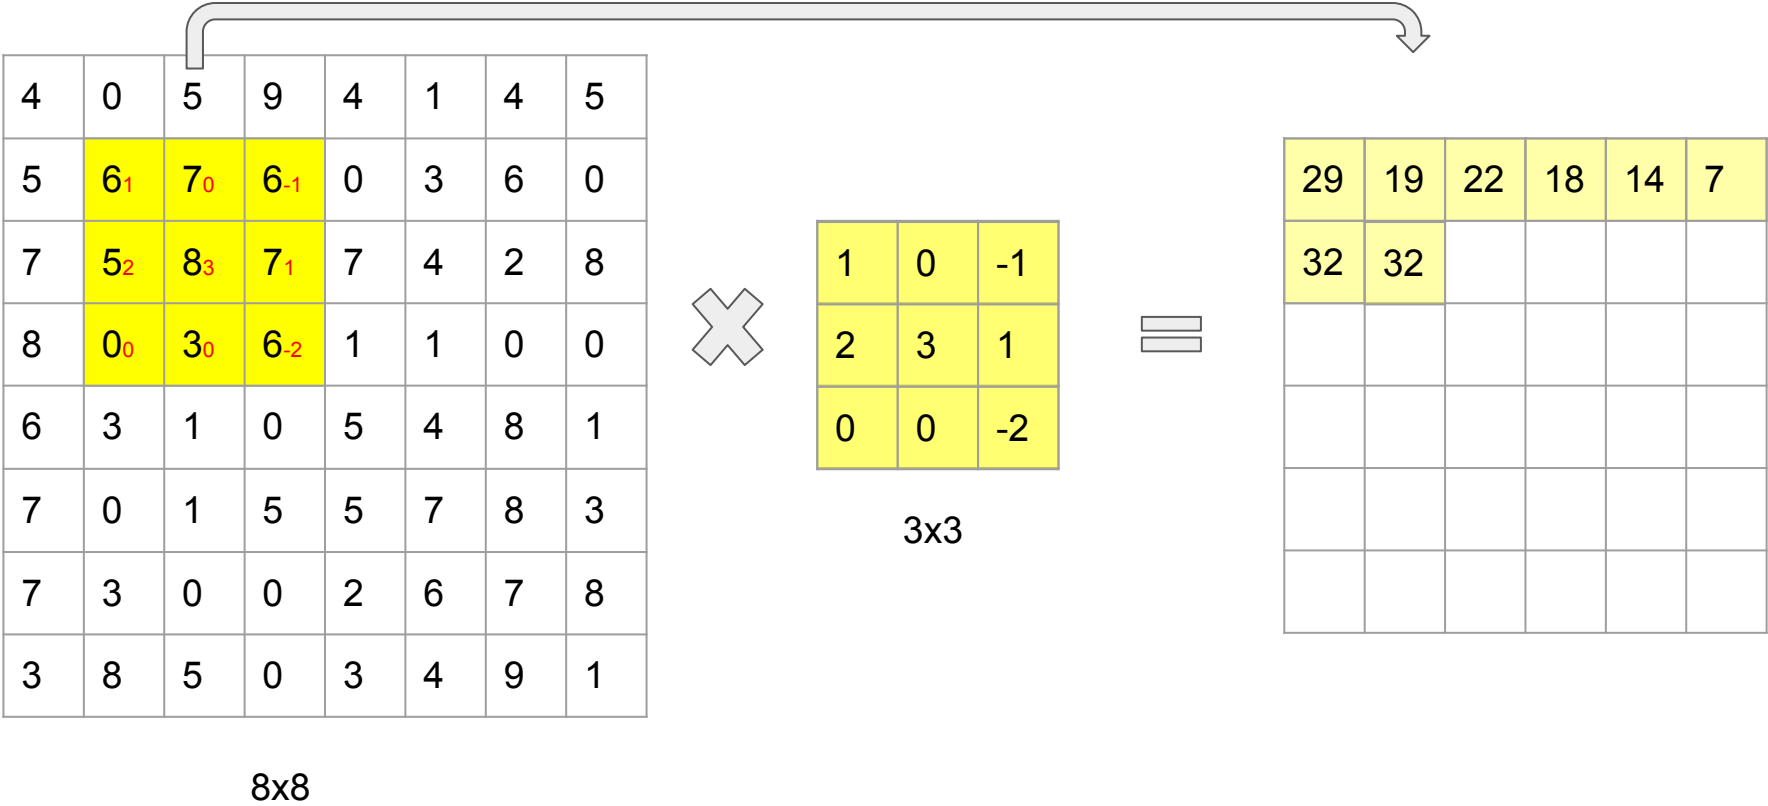 4 0 5 9 4 1 4 5
5 61 70 6-1 0 3 6 0
7 52 83 71 7 4 2 8
8 00 30 6-2 1 1 0 0
6 3 1 0 5 4 8 1
7 0 1 5 5 7 8 3
7 3 0 0 2 6 7 8
3 8 5 0 3 4 9 1
8x8
1 0 -1
2 3 1
0 0 -2
3x3
29 19 22 18 14 7
32 32